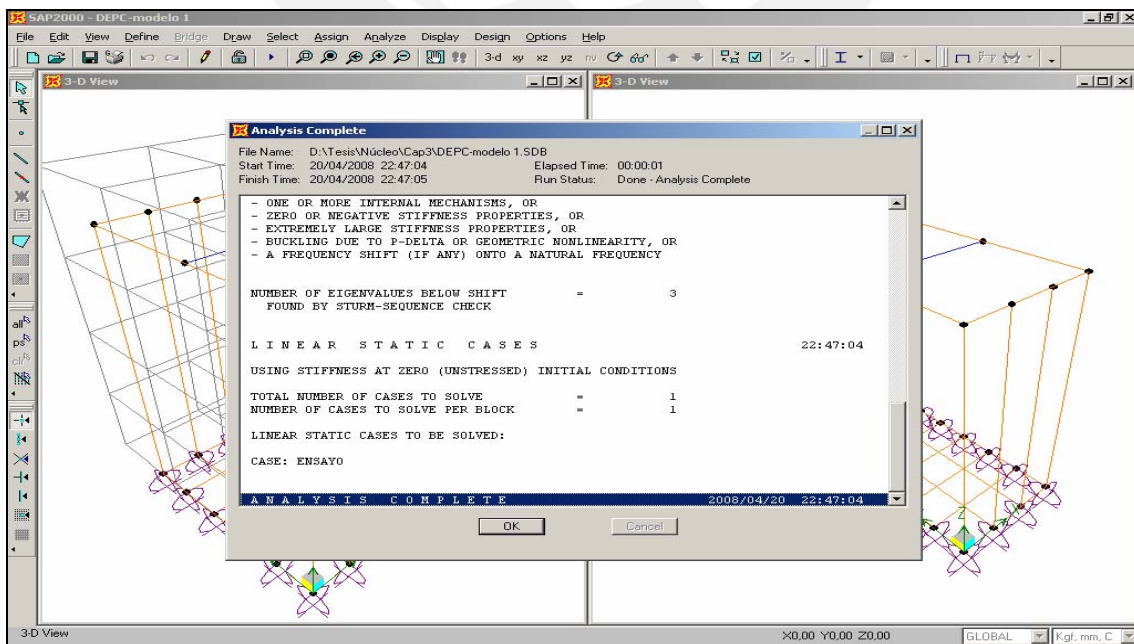 SAP2000 - DEPC-modelo 1
File Edit View Define Bridge Draw Select Assign Analyze Display Design Options Help
3-d xy xz yz nv
3-D View
3-D View
Analysis Complete
File Name: D:\Tesis\Núcleo\Cap3\DEPC-modelo 1.SDB
Start Time: 20/04/2008 22:47:04 Elapsed Time: 00:00:01
Finish Time: 20/04/2008 22:47:05 Run Status: Done - Analysis Complete
- ONE OR MORE INTERNAL MECHANISMS, OR
- ZERO OR NEGATIVE STIFFNESS PROPERTIES, OR
- EXTREMELY LARGE STIFFNESS PROPERTIES, OR
- BUCKLING DUE TO P-DELTA OR GEOMETRIC NONLINEARITY, OR
- A FREQUENCY SHIFT (IF ANY) ONTO A NATURAL FREQUENCY
NUMBER OF EIGENVALUES BELOW SHIFT = 3
FOUND BY STURM-SEQUENCE CHECK
L I N E A R   S T A T I C   C A S E S 22:47:04
USING STIFFNESS AT ZERO (UNSTRESSED) INITIAL CONDITIONS
TOTAL NUMBER OF CASES TO SOLVE = 1
NUMBER OF CASES TO SOLVE PER BLOCK = 1
LINEAR STATIC CASES TO BE SOLVED:
CASE: ENSAYO
A N A L Y S I S   C O M P L E T E 2008/04/20 22:47:04
OK Cancel
all
ps
clr
Z
3-D View X0,00 Y0,00 Z0,00 GLOBAL Kgf, mm, C